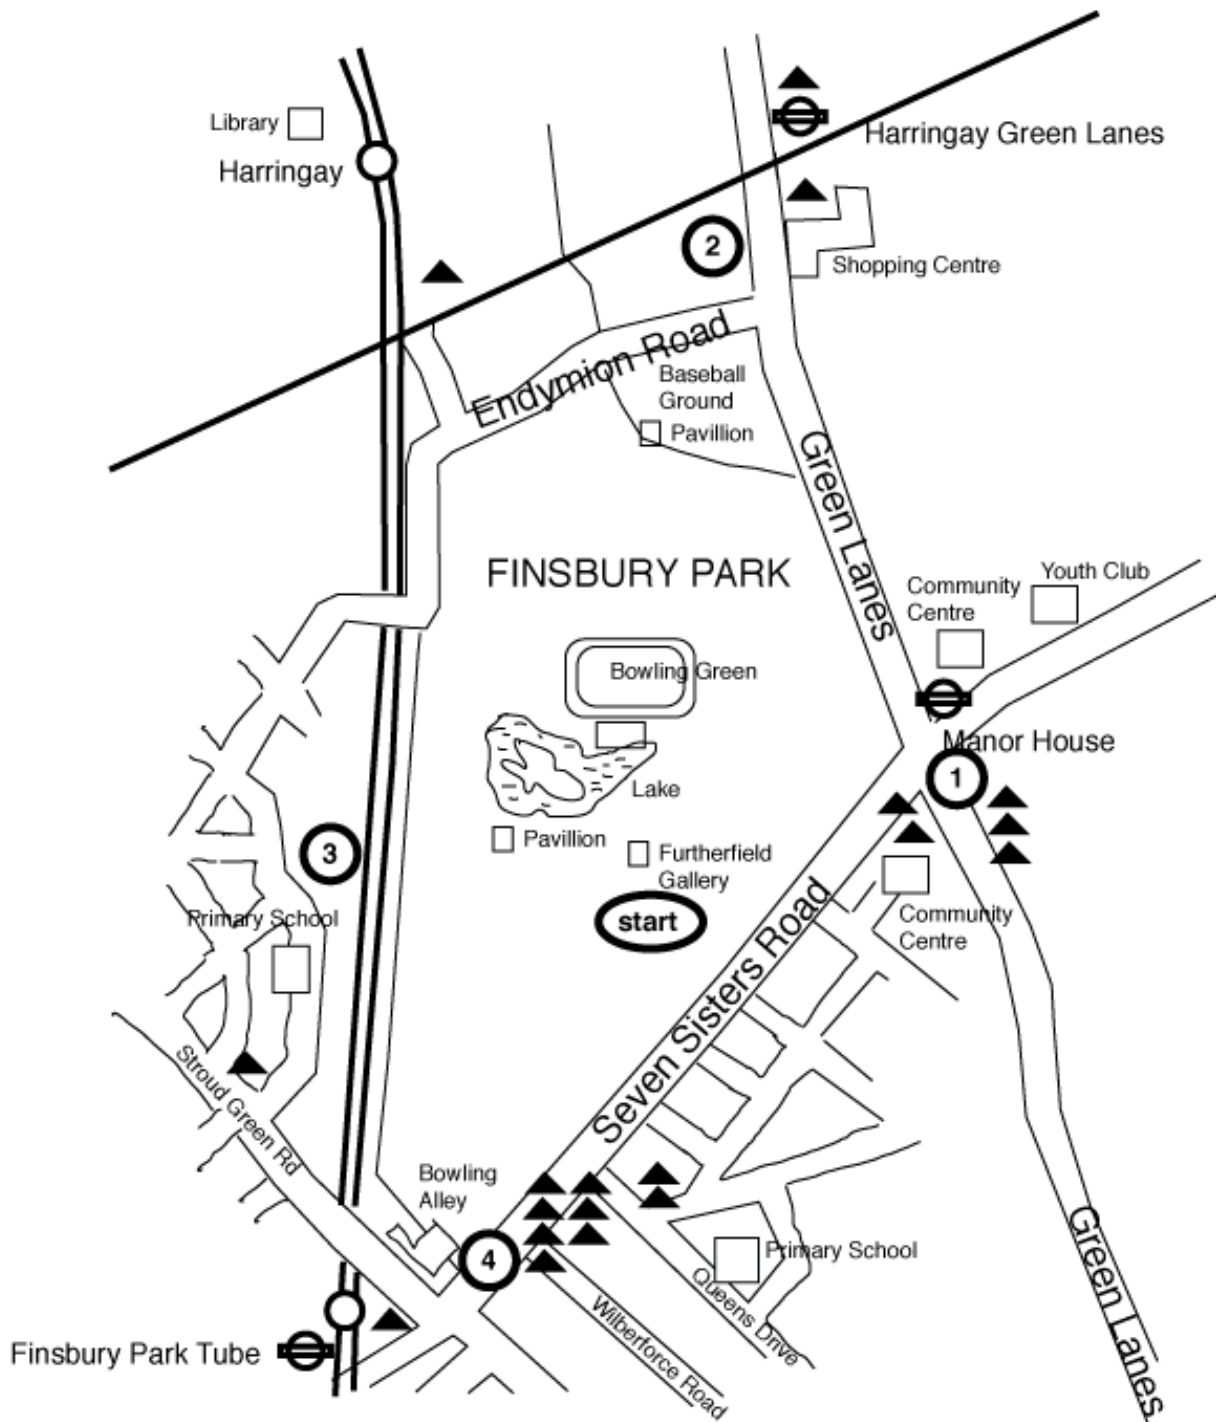 Library
Harringay
Harringay Green Lanes
2
Shopping Centre
Endymion Road
Baseball
Ground
Pavillion
Green Lanes
FINSBURY PARK
Youth Club
Community
Centre
Bowling Green
Manor House
1
Lake
Pavillion
3
Furtherfield
Gallery
Primary School
start
Community
Centre
Seven Sisters Road
Stroud Green Rd
Bowling
Alley
4
Primary School
Queens Drive
Green Lanes
Wilberforce Road
Finsbury Park Tube